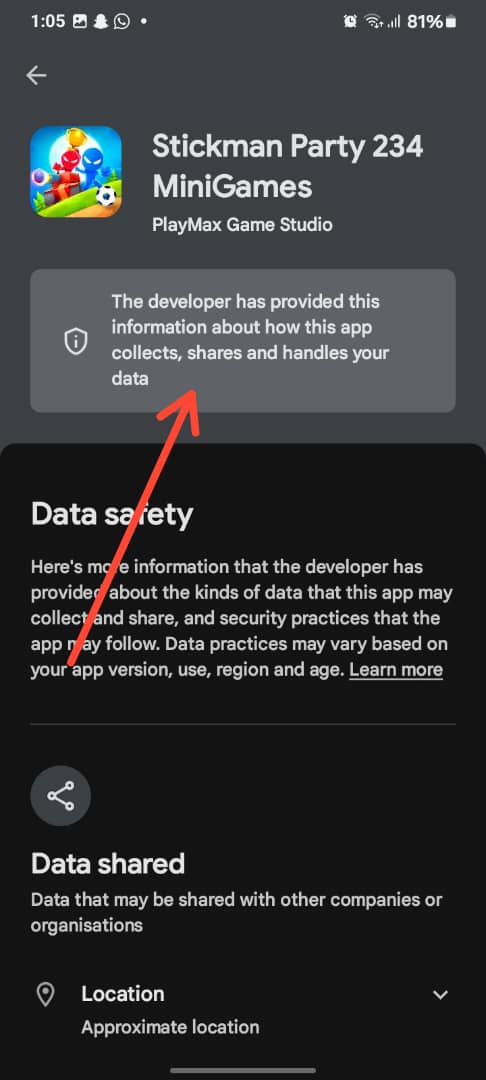 1:05
81%
Stickman Party 234
MiniGames
PlayMax Game Studio
The developer has provided this
information about how this app
collects, shares and handles your
data
Data safety
Here's more information that the developer has
provided about the kinds of data that this app may
collect and share, and security practices that the
app may follow. Data practices may vary based on
your app version, use, region and age. Learn more
Data shared
Data that may be shared with other companies or
organisations
Location
Approximate location